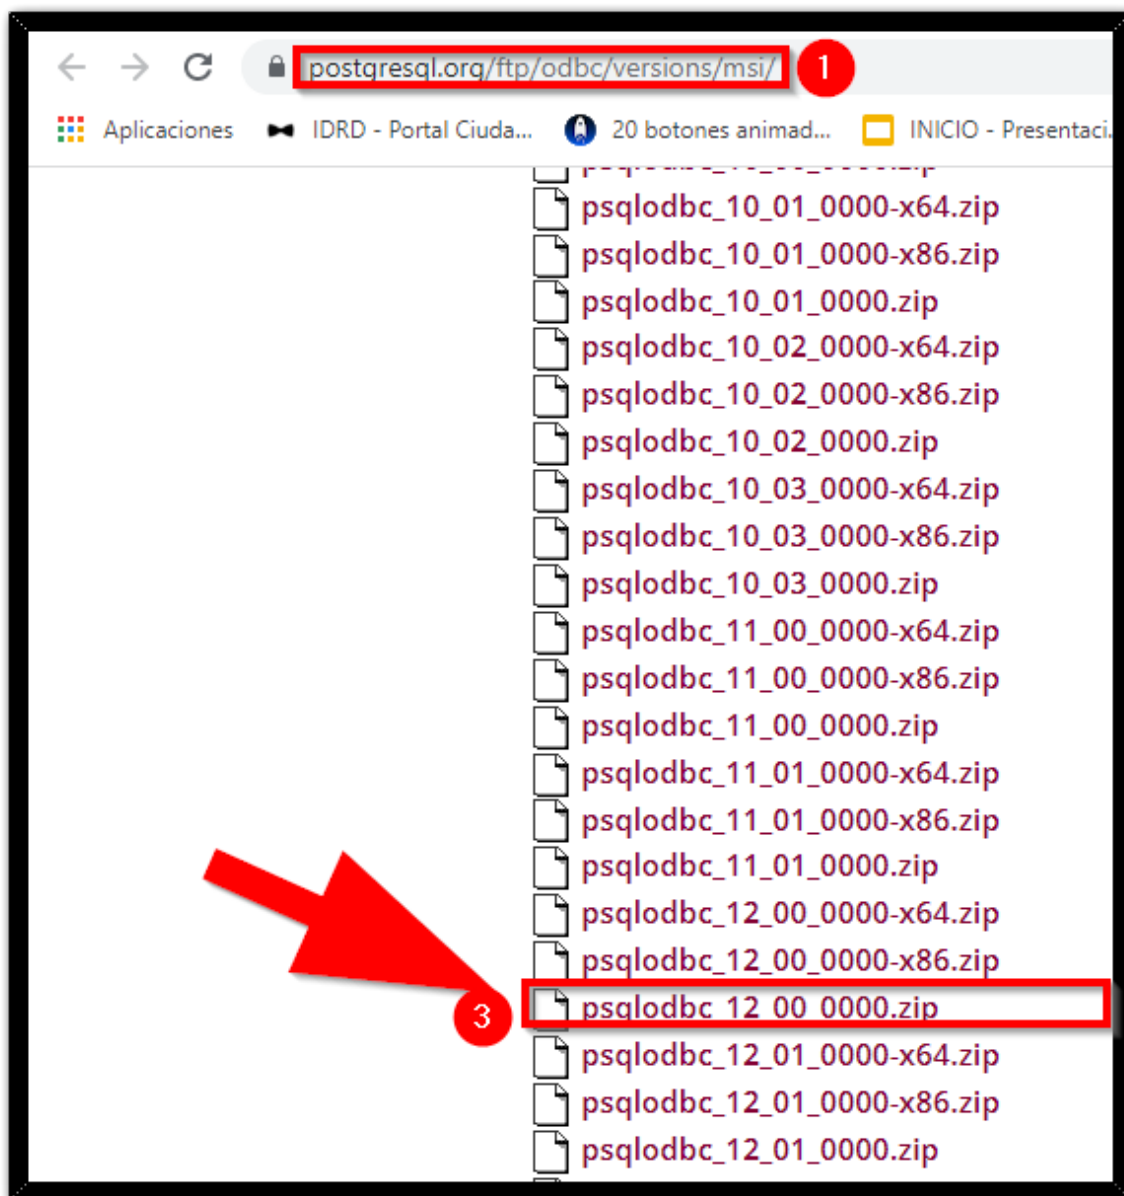 postgresql.org/ftp/odbc/versions/msi/ 1
Aplicaciones IDRD - Portal Ciuda... 20 botones animad... INICIO - Presentaci.
psqlodbc_10_01_0000-x64.zip
psqlodbc_10_01_0000-x86.zip
psqlodbc_10_01_0000.zip
psqlodbc_10_02_0000-x64.zip
psqlodbc_10_02_0000-x86.zip
psqlodbc_10_02_0000.zip
psqlodbc_10_03_0000-x64.zip
psqlodbc_10_03_0000-x86.zip
psqlodbc_10_03_0000.zip
psqlodbc_11_00_0000-x64.zip
psqlodbc_11_00_0000-x86.zip
psqlodbc_11_00_0000.zip
psqlodbc_11_01_0000-x64.zip
psqlodbc_11_01_0000-x86.zip
psqlodbc_11_01_0000.zip
psqlodbc_12_00_0000-x64.zip
psqlodbc_12_00_0000-x86.zip
3 psqlodbc_12_00_0000.zip
psqlodbc_12_01_0000-x64.zip
psqlodbc_12_01_0000-x86.zip
psqlodbc_12_01_0000.zip